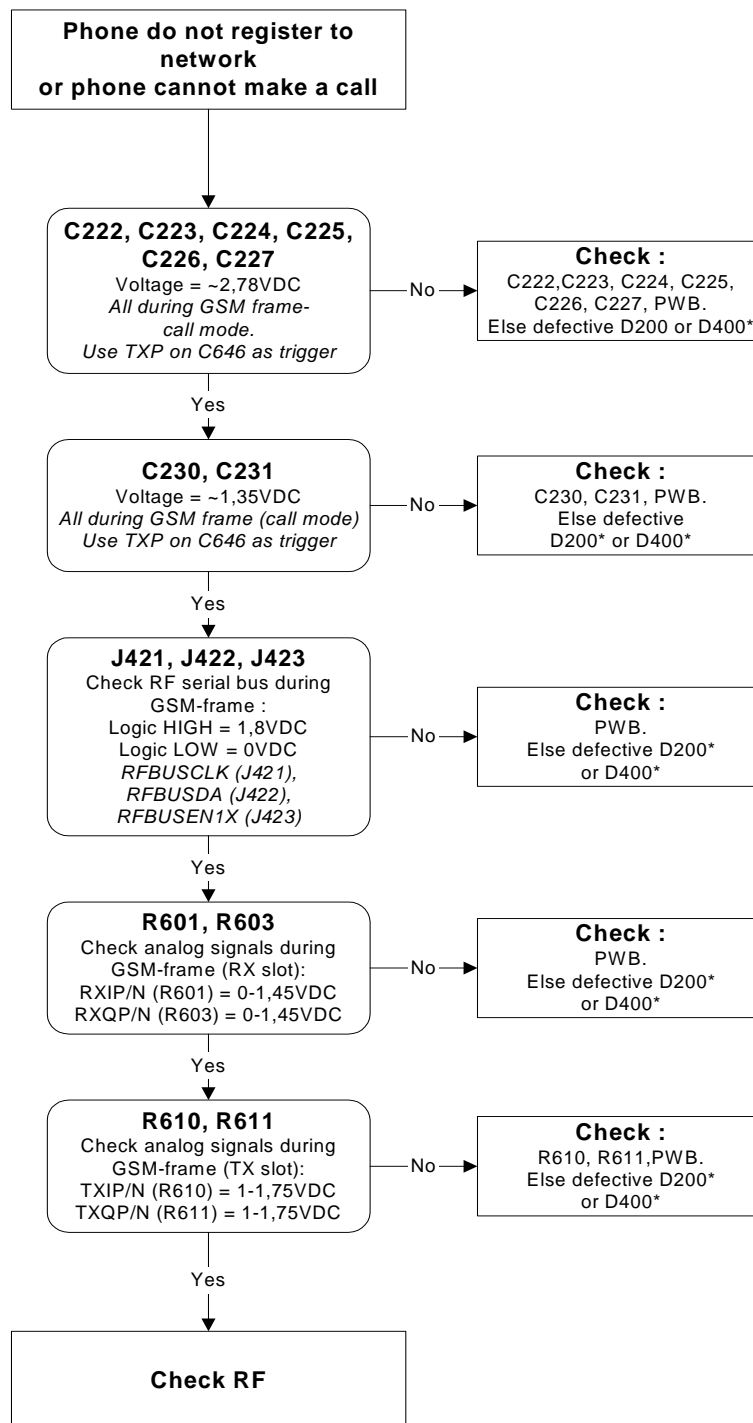 Phone do not register to
network
or phone cannot make a call
C222, C223, C224, C225,
C226, C227
Voltage = ~2,78VDC
All during GSM frame-
call mode.
Use TXP on C646 as trigger
No
Check :
C222,C223, C224, C225,
C226, C227, PWB.
Else defective D200 or D400*
Yes
C230, C231
Voltage = ~1,35VDC
All during GSM frame (call mode)
Use TXP on C646 as trigger
No
Check :
C230, C231, PWB.
Else defective
D200* or D400*
Yes
J421, J422, J423
Check RF serial bus during
GSM-frame :
Logic HIGH = 1,8VDC
Logic LOW = 0VDC
RFBUSCLK (J421),
RFBUSDA (J422),
RFBUSEN1X (J423)
No
Check :
PWB.
Else defective D200*
or D400*
Yes
R601, R603
Check analog signals during
GSM-frame (RX slot):
RXIP/N (R601) = 0-1,45VDC
RXQP/N (R603) = 0-1,45VDC
No
Check :
PWB.
Else defective D200*
or D400*
Yes
R610, R611
Check analog signals during
GSM-frame (TX slot):
TXIP/N (R610) = 1-1,75VDC
TXQP/N (R611) = 1-1,75VDC
No
Check :
R610, R611,PWB.
Else defective D200*
or D400*
Yes
Check RF